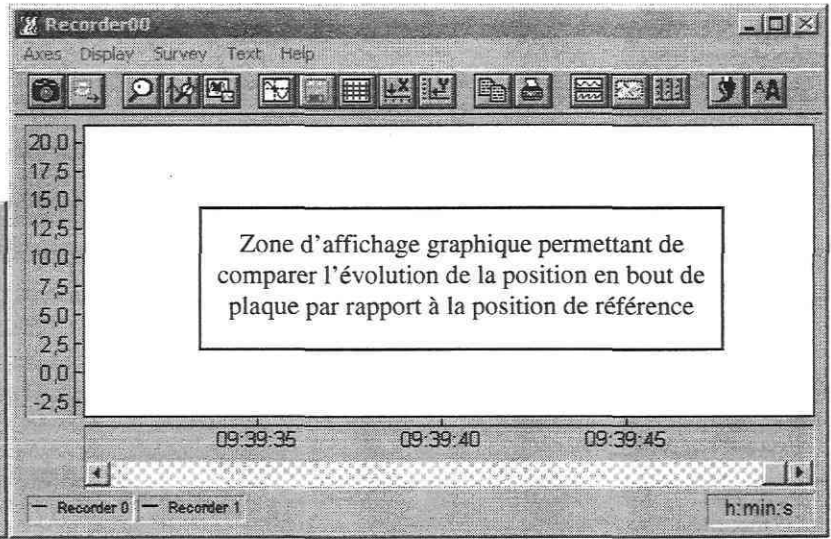 Recorder00
Axes Display Survey Text Help
20,0
17,5
15,0
12,5
10,0
7,5
5,0
2,5
0,0
-2,5
Zone d'affichage graphique permettant de
comparer l'évolution de la position en bout de
plaque par rapport à la position de référence
09:39:35 09:39:40 09:39:45
Recorder 0 Recorder 1 h:min:s